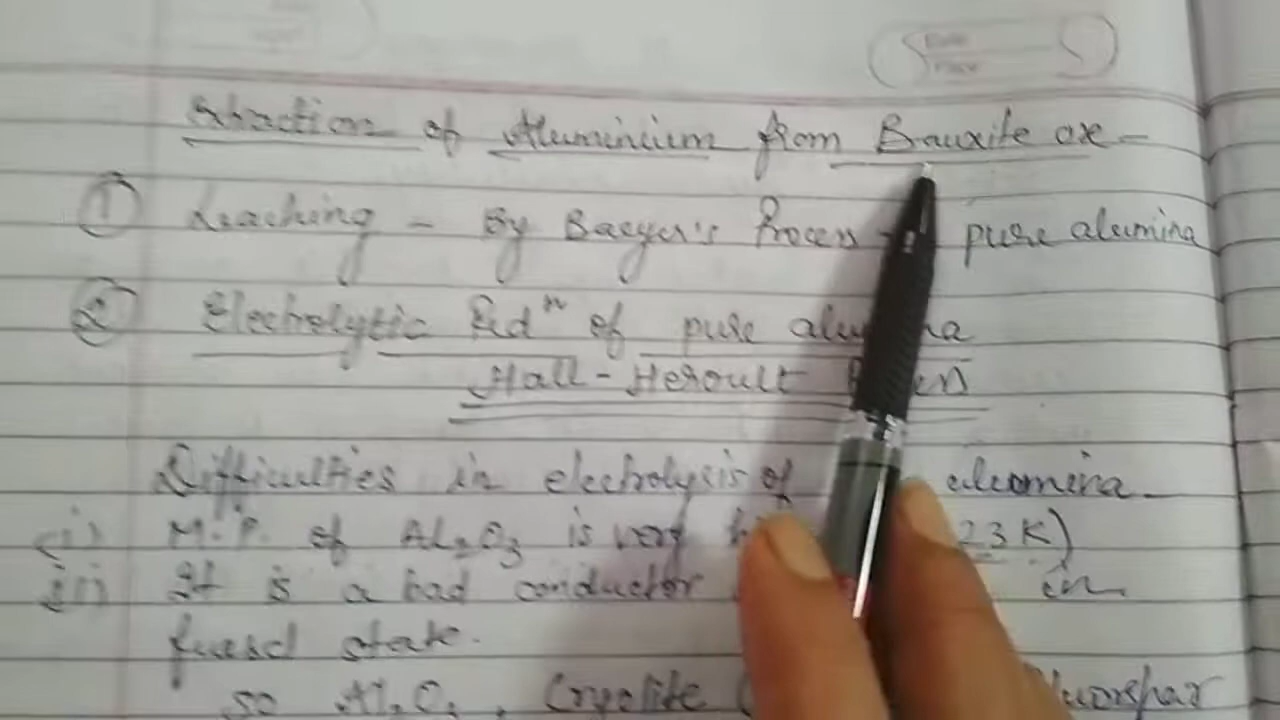 Extraction of Aluminium from Bauxite ore –
① Leaching – By Baeyer's Process – pure alumina
② Electrolytic Redⁿ of pure alu na
Hall-Heroult
Difficulties in electrolysis of alumina –
(i) M.P. of Al₂O₃ is very 23 K)
(ii) It is a bad conductor in
fused state.
so Al₂O₃, Cryolite